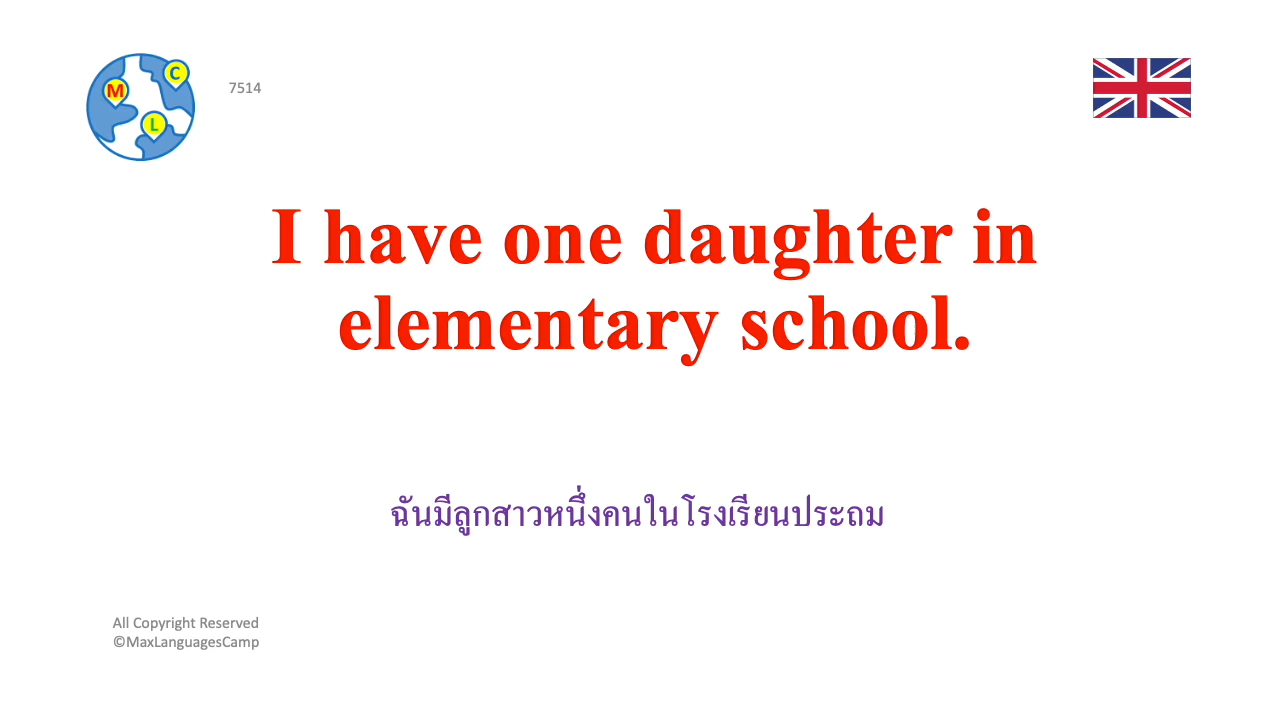 C
M
L
7514
I have one daughter in
elementary school.
ฉันมีลูกสาวหนึ่งคนในโรงเรียนประถม
All Copyright Reserved
©MaxLanguagesCamp